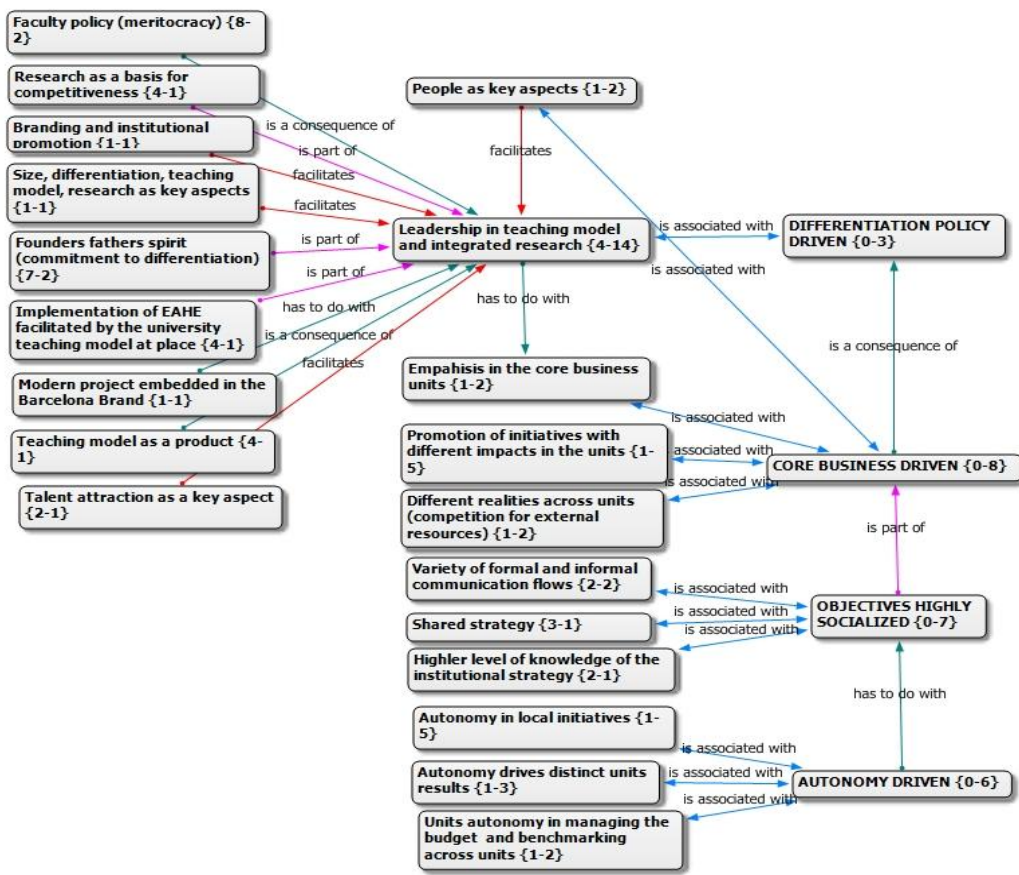 Faculty policy (meritocracy) {8-
2}
Research as a basis for
competitiveness {4-1}
Branding and institutional
promotion {1-1}
Size, differentiation, teaching
model, research as key aspects
{1-1}
Founders fathers spirit
(commitment to differentiation)
{7-2}
Implementation of EAHE
facilitated by the university
teaching model at place {4-1}
Modern project embedded in the
Barcelona Brand {1-1}
Teaching model as a product {4-
1}
Talent attraction as a key aspect
{2-1}
is a consequence of
is part of
facilitates
facilitates
is part of
is part of
has to do with
is a consequence of
facilitates
People as key aspects {1-2}
facilitates
Leadership in teaching model
and integrated research {4-14}
is associated with
DIFFERENTIATION POLICY
DRIVEN {0-3}
is associated with
has to do with
is a consequence of
Empahisis in the core business
units {1-2}
is associated with
Promotion of initiatives with
different impacts in the units {1-
5}
is associated with
CORE BUSINESS DRIVEN {0-8}
is associated with
Different realities across units
(competition for external
resources) {1-2}
is part of
Variety of formal and informal
communication flows {2-2}
is associated with
Shared strategy {3-1}
is associated with
OBJECTIVES HIGHLY
SOCIALIZED {0-7}
is associated with
Highler level of knowledge of the
institutional strategy {2-1}
has to do with
Autonomy in local initiatives {1-
5}
is associated with
Autonomy drives distinct units
results {1-3}
is associated with
AUTONOMY DRIVEN {0-6}
is associated with
Units autonomy in managing the
budget and benchmarking
across units {1-2}